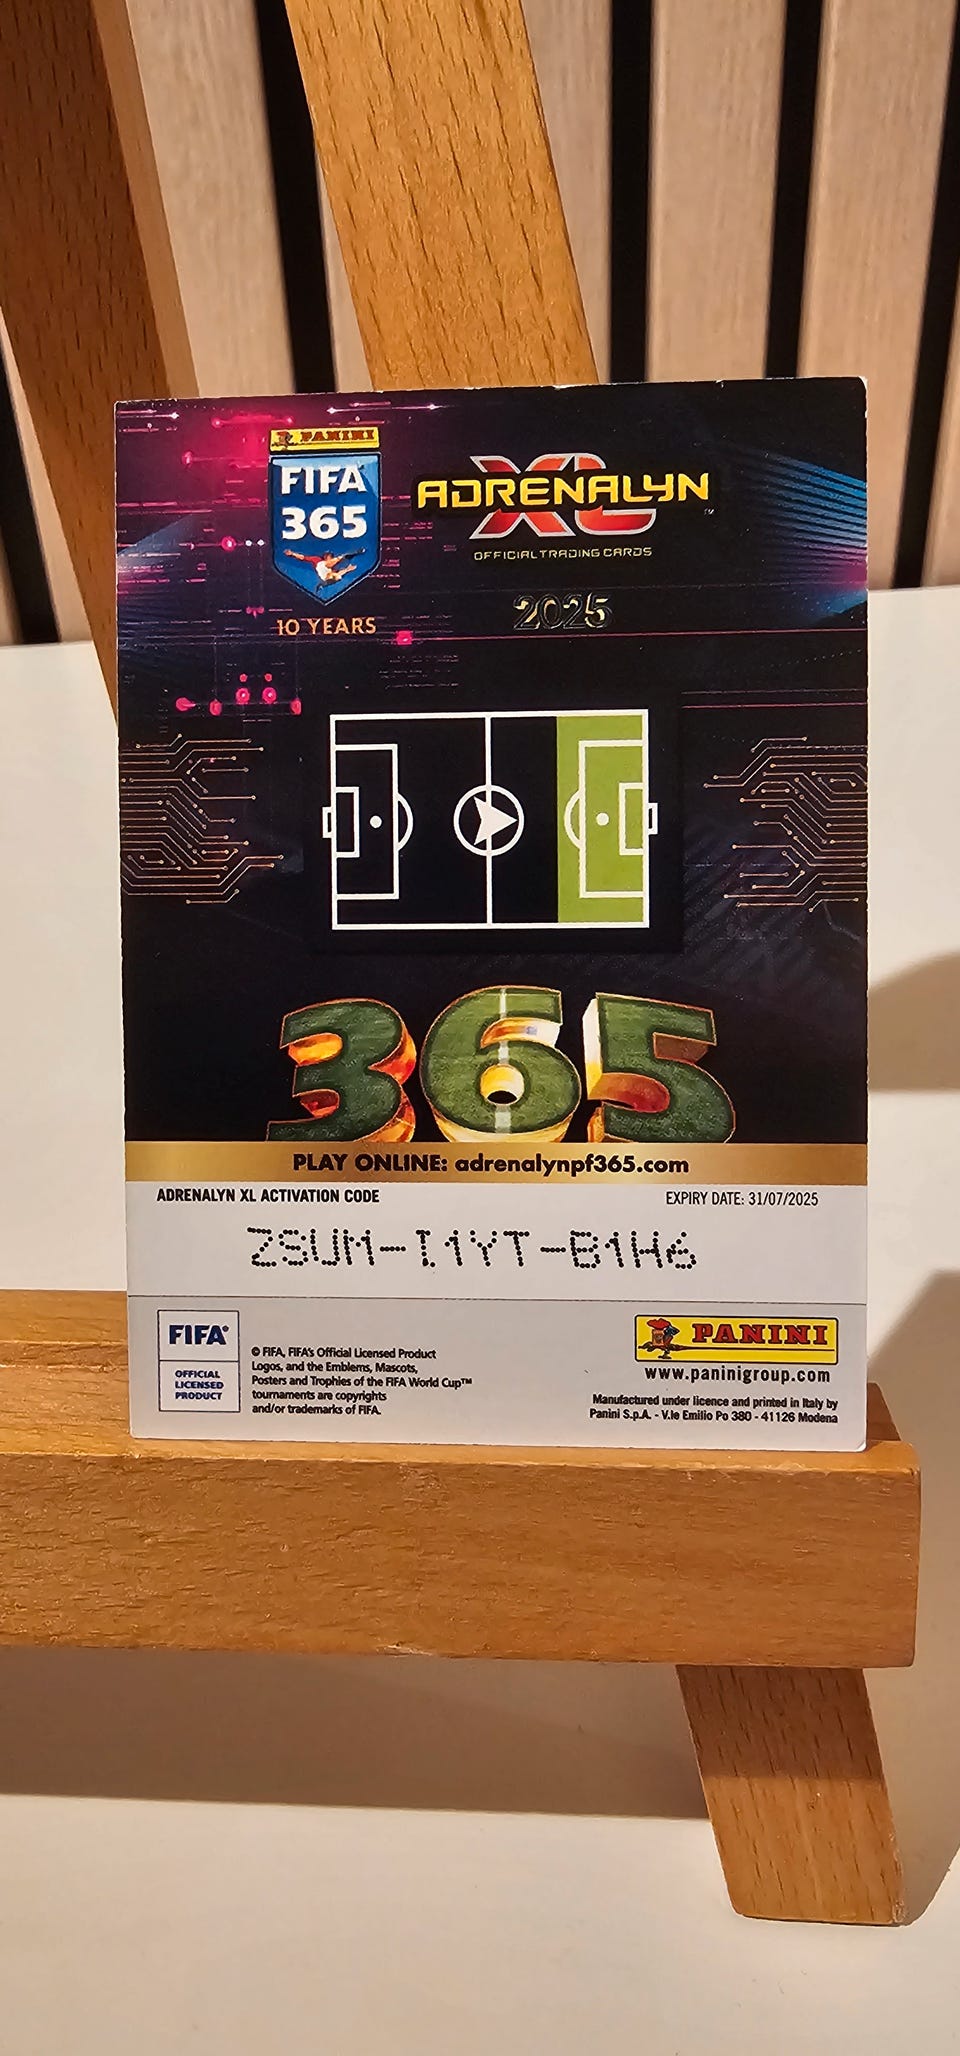 PANINI
FIFA
365
10 YEARS
ADRENALYN
XL
™
OFFICIAL TRADING CARDS
2025
365
PLAY ONLINE: adrenalynpf365.com
ADRENALYN XL ACTIVATION CODE
EXPIRY DATE: 31/07/2025
ZSUM-I1YT-B1H6
FIFA®
OFFICIAL
LICENSED
PRODUCT
© FIFA, FIFA's Official Licensed Product
Logos, and the Emblems, Mascots,
Posters and Trophies of the FIFA World Cup™
tournaments are copyrights
and/or trademarks of FIFA.
PANINI
www.paninigroup.com
Manufactured under licence and printed in Italy by
Panini S.p.A. - V.le Emilio Po 380 - 41126 Modena